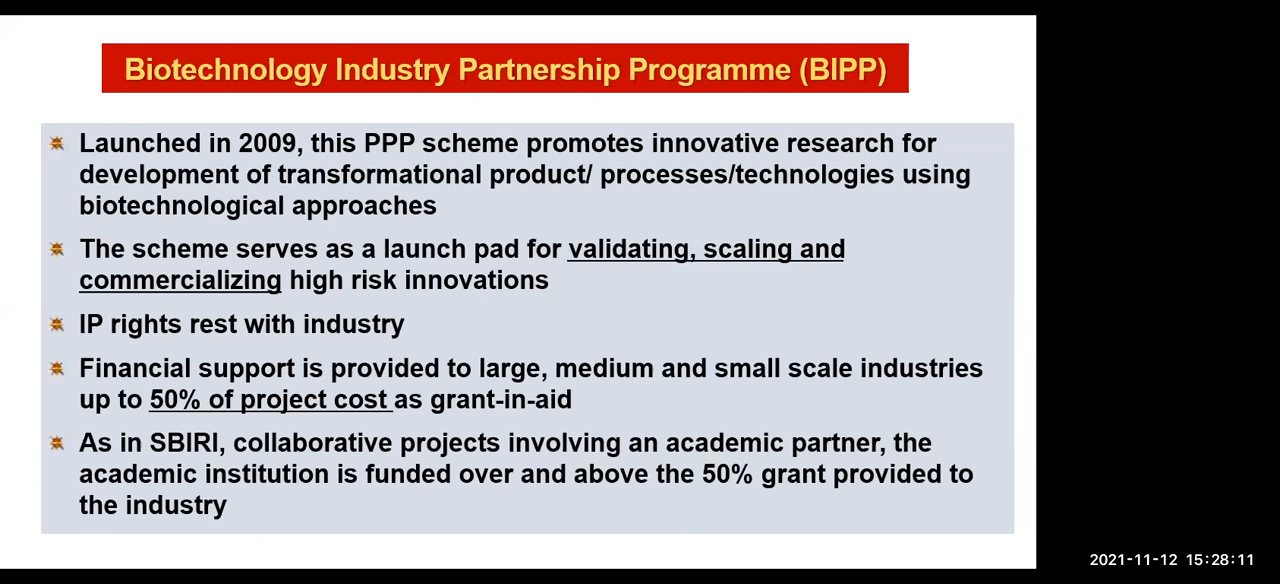 Biotechnology Industry Partnership Programme (BIPP)
Launched in 2009, this PPP scheme promotes innovative research for
development of transformational product/ processes/technologies using
biotechnological approaches
The scheme serves as a launch pad for validating, scaling and
commercializing high risk innovations
IP rights rest with industry
Financial support is provided to large, medium and small scale industries
up to 50% of project cost as grant-in-aid
As in SBIRI, collaborative projects involving an academic partner, the
academic institution is funded over and above the 50% grant provided to
the industry
2021-11-12 15:28:11